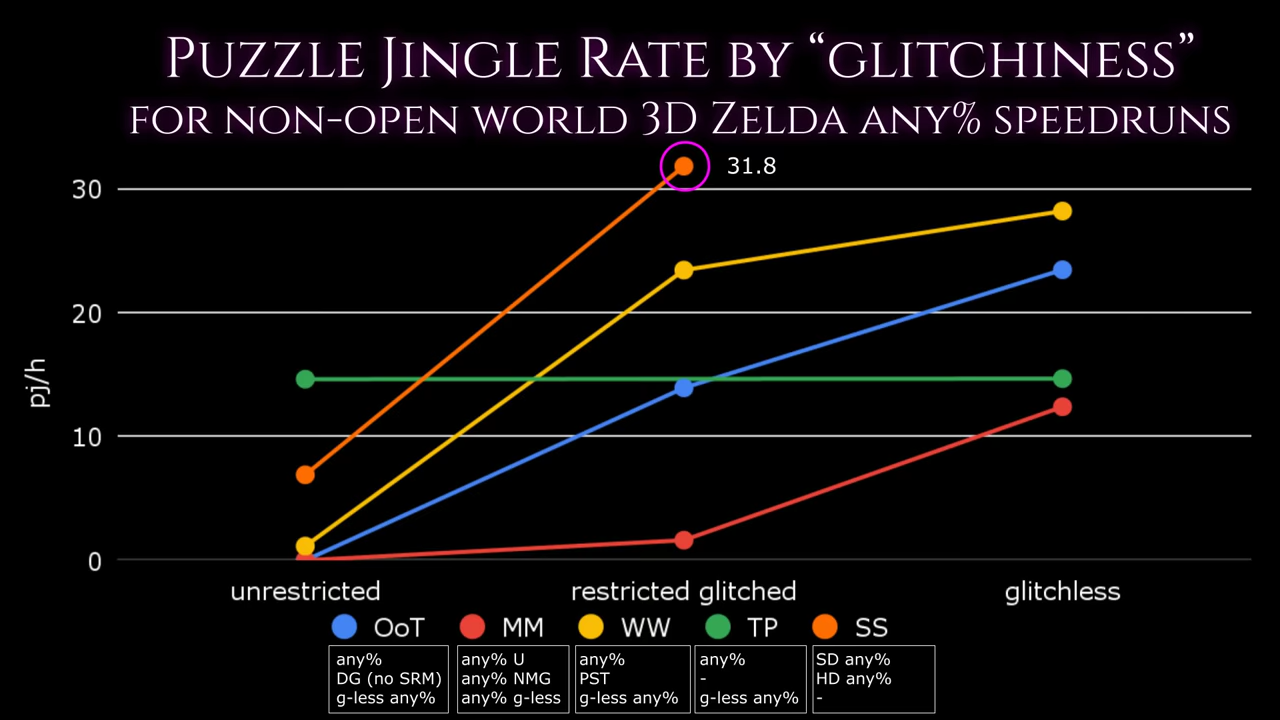 Puzzle Jingle Rate by “glitchiness”
for non-open world 3D Zelda any% speedruns
31.8
30
20
pj/h
10
0
unrestricted restricted glitched glitchless
OoT MM WW TP SS
any% any% U any% any% SD any%
DG (no SRM) any% NMG PST - HD any%
g-less any% any% g-less g-less any% g-less any% -